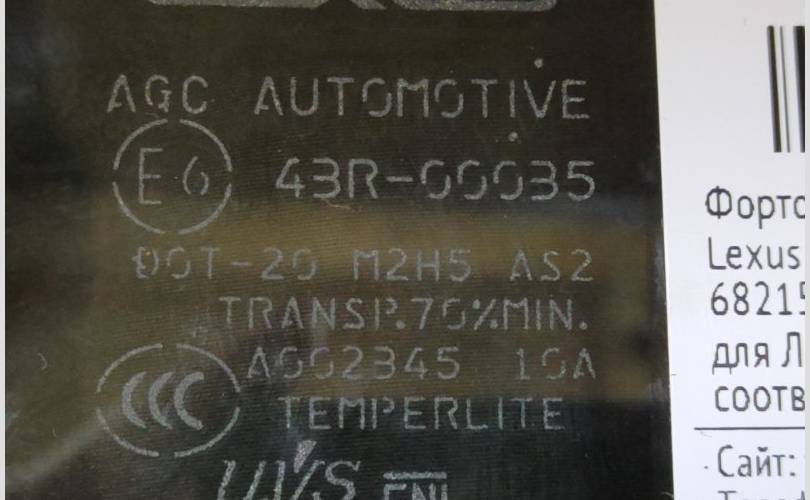 AGC AUTOMOTIVE
E6 43R-00035
DOT-20 M2H5 AS2
TRANSP.70%MIN.
A002345 10A
CCC
TEMPERLITE
Форто
Lexus
6821
для Л
соотв
Сайт: